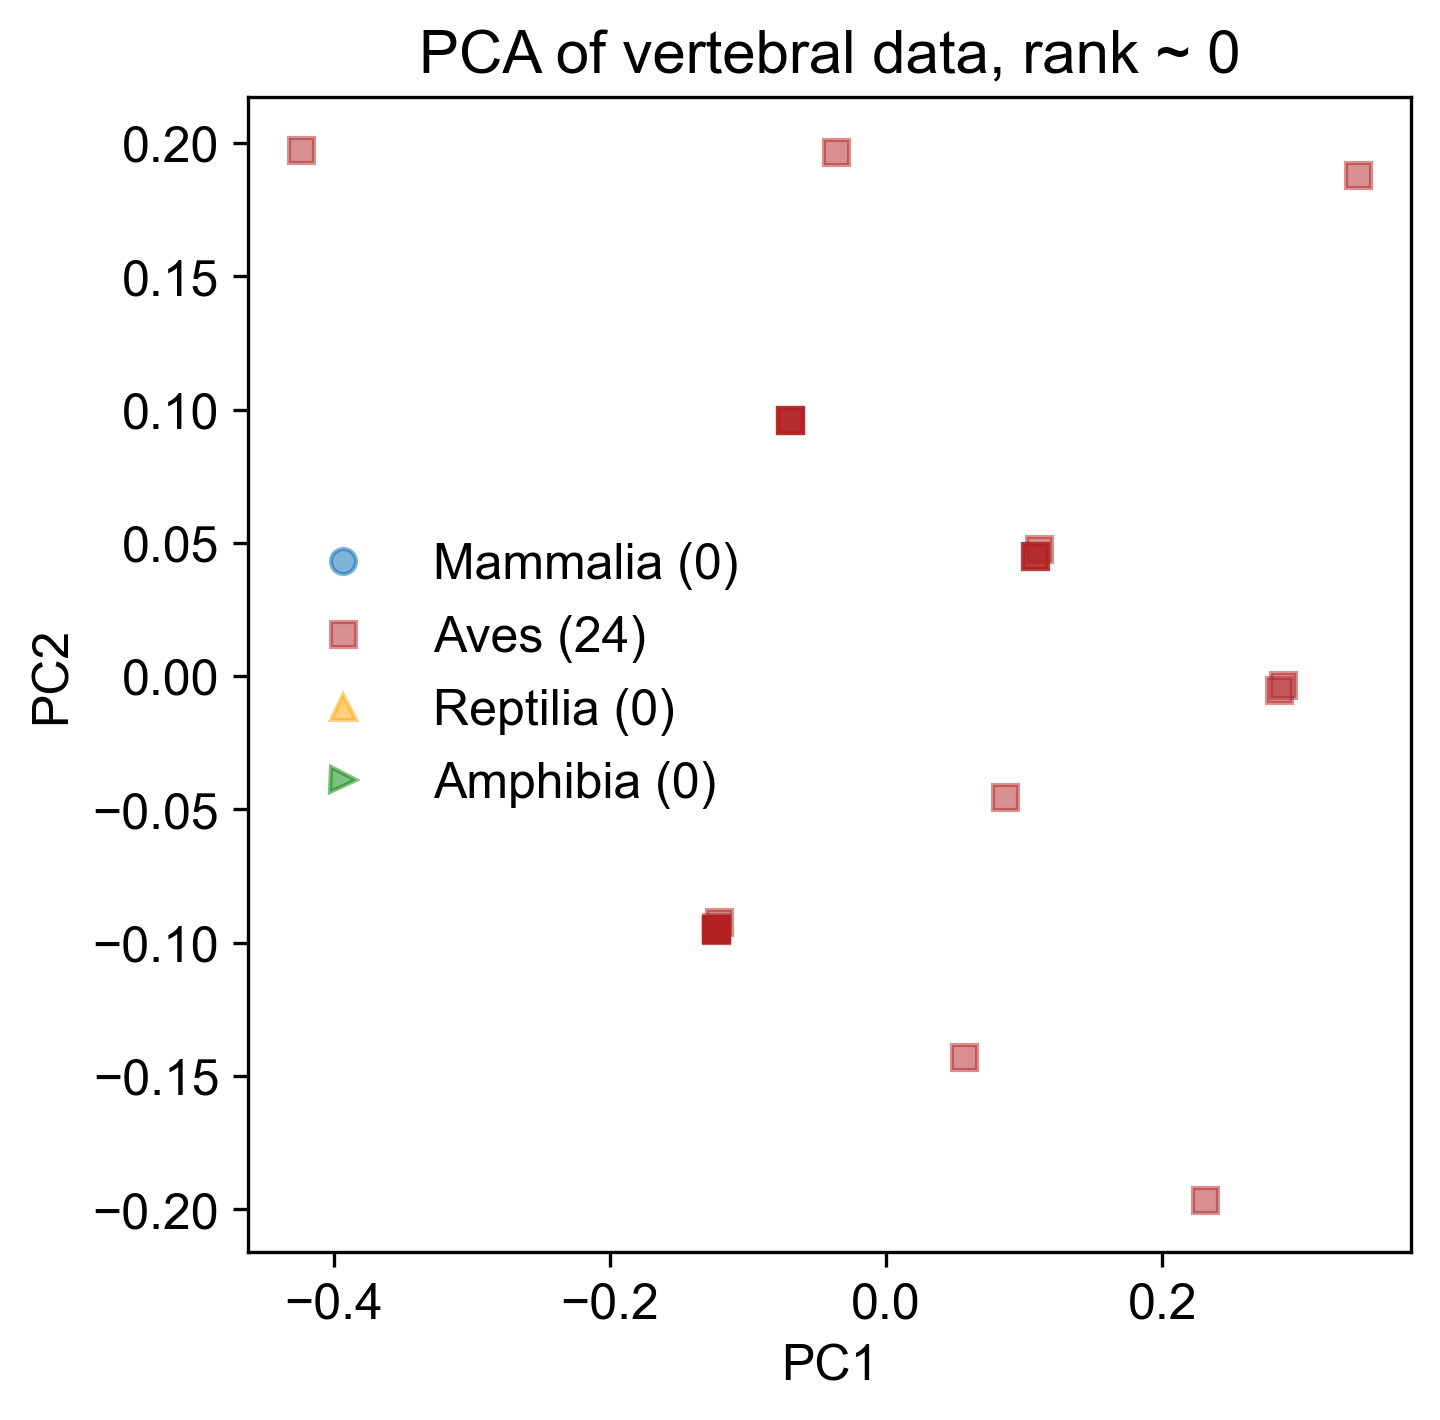 PCA of vertebral data, rank ~ 0
0.20
0.15
0.10
0.05
0.00
−0.05
−0.10
−0.15
−0.20
PC2
Mammalia (0)
Aves (24)
Reptilia (0)
Amphibia (0)
−0.4
−0.2
0.0
0.2
PC1